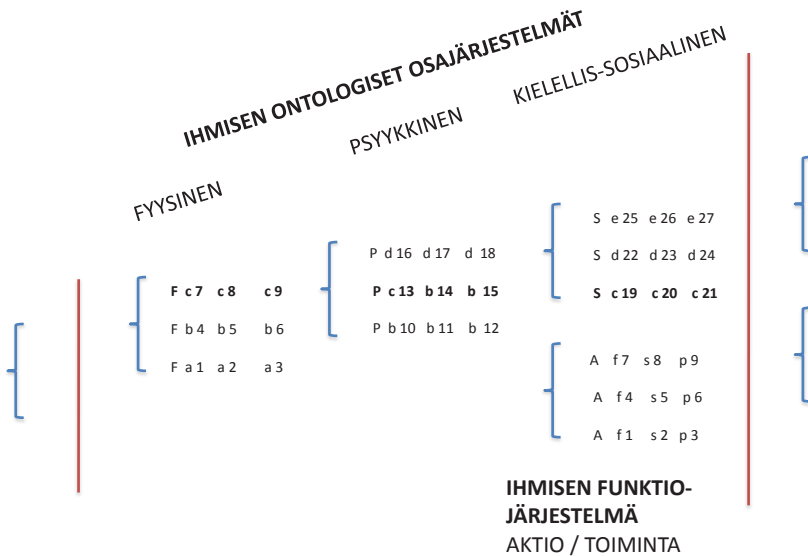 IHMISEN ONTOLOGISET OSAJÄRJESTELMÄT
FYYSINEN
PSYYKKINEN
KIELELLIS-SOSIAALINEN
F c 7 c 8 c 9
F b 4 b 5 b 6
F a 1 a 2 a 3
P d 16 d 17 d 18
P c 13 b 14 b 15
P b 10 b 11 b 12
S e 25 e 26 e 27
S d 22 d 23 d 24
S c 19 c 20 c 21
A f 7 s 8 p 9
A f 4 s 5 p 6
A f 1 s 2 p 3
IHMISEN FUNKTIO-
JÄRJESTELMÄ
AKTIO / TOIMINTA